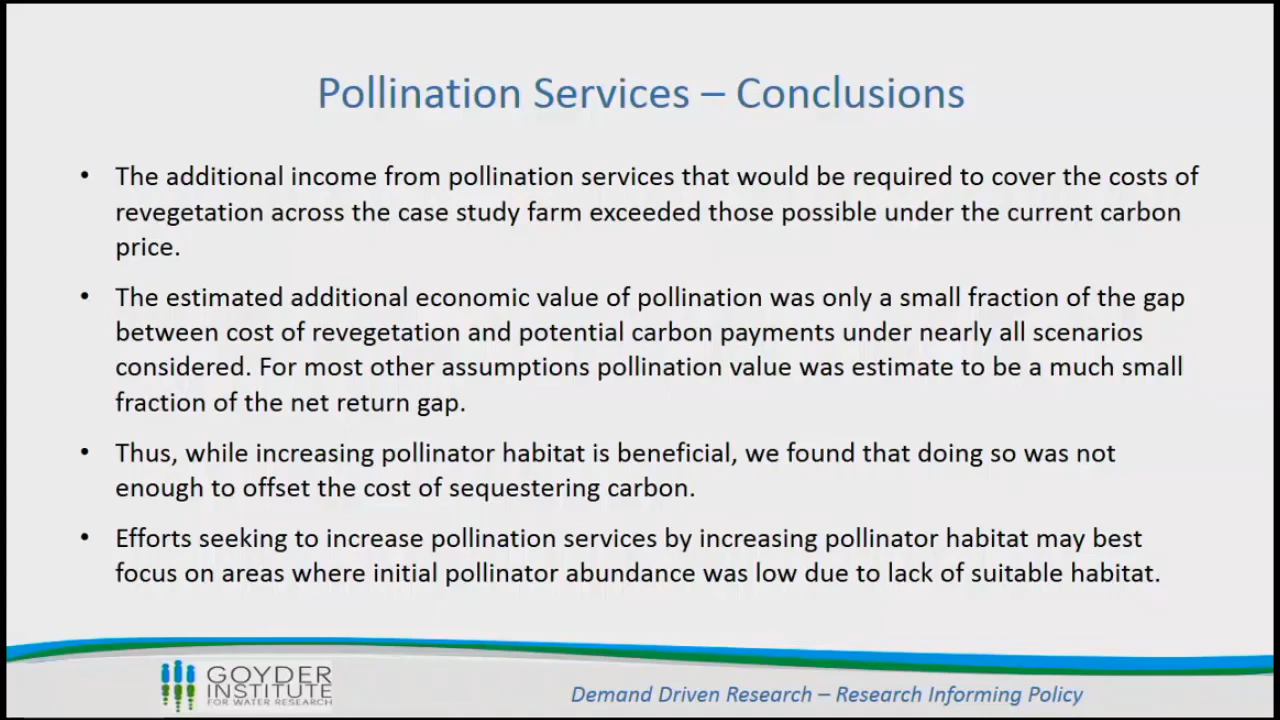 Pollination Services – Conclusions
• The additional income from pollination services that would be required to cover the costs of
revegetation across the case study farm exceeded those possible under the current carbon
price.
• The estimated additional economic value of pollination was only a small fraction of the gap
between cost of revegetation and potential carbon payments under nearly all scenarios
considered. For most other assumptions pollination value was estimate to be a much small
fraction of the net return gap.
• Thus, while increasing pollinator habitat is beneficial, we found that doing so was not
enough to offset the cost of sequestering carbon.
• Efforts seeking to increase pollination services by increasing pollinator habitat may best
focus on areas where initial pollinator abundance was low due to lack of suitable habitat.
GOYDER
INSTITUTE
FOR WATER RESEARCH
Demand Driven Research – Research Informing Policy